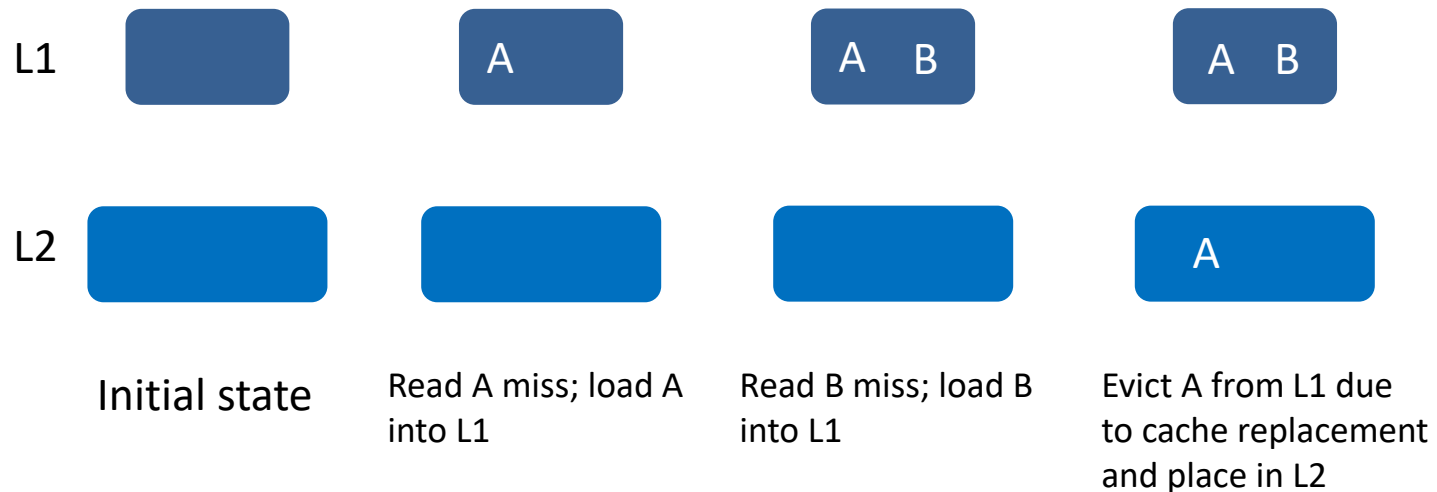 L1
A
A B
A B
L2
A
Initial state
Read A miss; load A
into L1
Read B miss; load B
into L1
Evict A from L1 due
to cache replacement
and place in L2